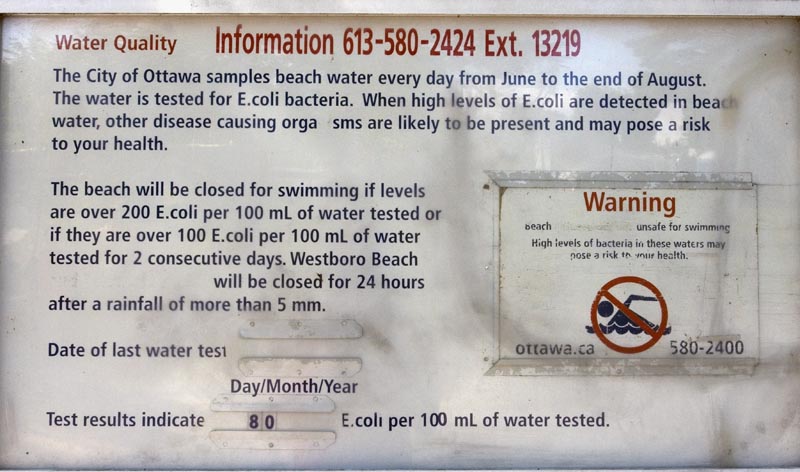 Water Quality Information 613-580-2424 Ext. 13219
The City of Ottawa samples beach water every day from June to the end of August.
The water is tested for E.coli bacteria. When high levels of E.coli are detected in beach
water, other disease causing orga sms are likely to be present and may pose a risk
to your health.
The beach will be closed for swimming if levels
are over 200 E.coli per 100 mL of water tested or
if they are over 100 E.coli per 100 mL of water
tested for 2 consecutive days. Westboro Beach
will be closed for 24 hours
after a rainfall of more than 5 mm.
Warning
beach unsafe for swimming
High levels of bacteria in these waters may
pose a risk to your health.
ottawa.ca 580-2400
Date of last water test
Day/Month/Year
Test results indicate 80 E.coli per 100 mL of water tested.